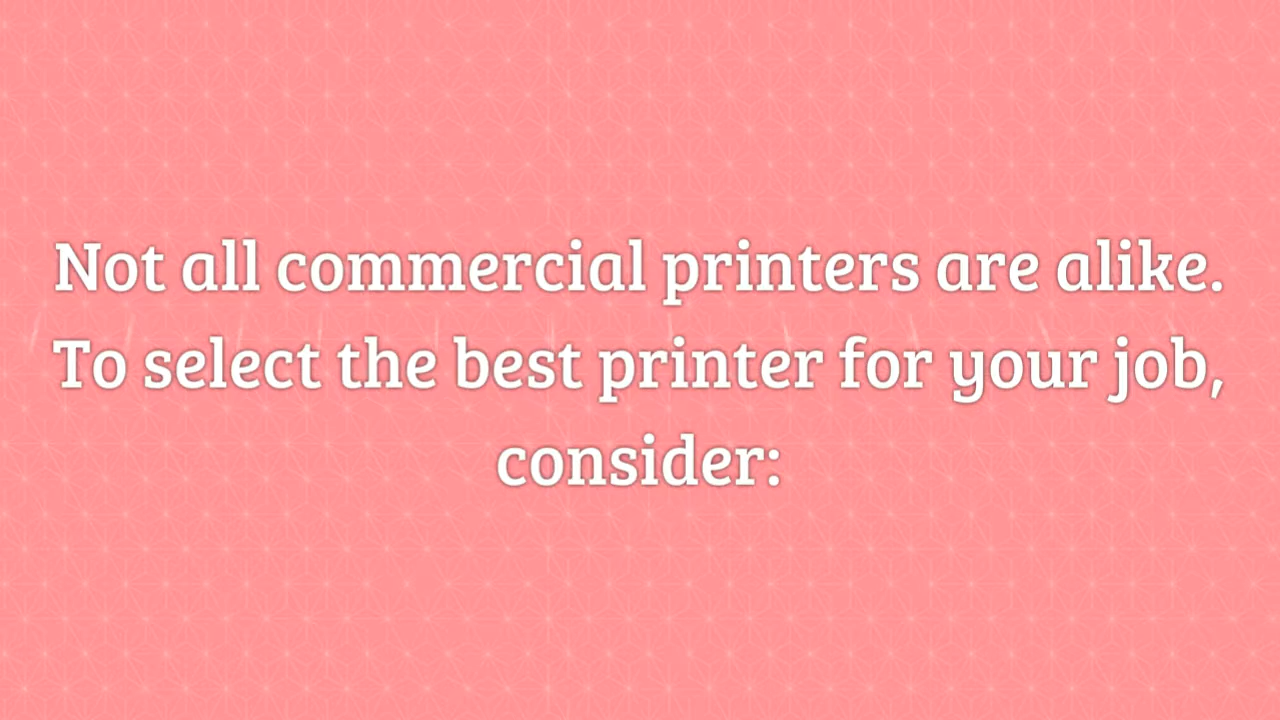 Not all commercial printers are alike.
To select the best printer for your job,
consider: